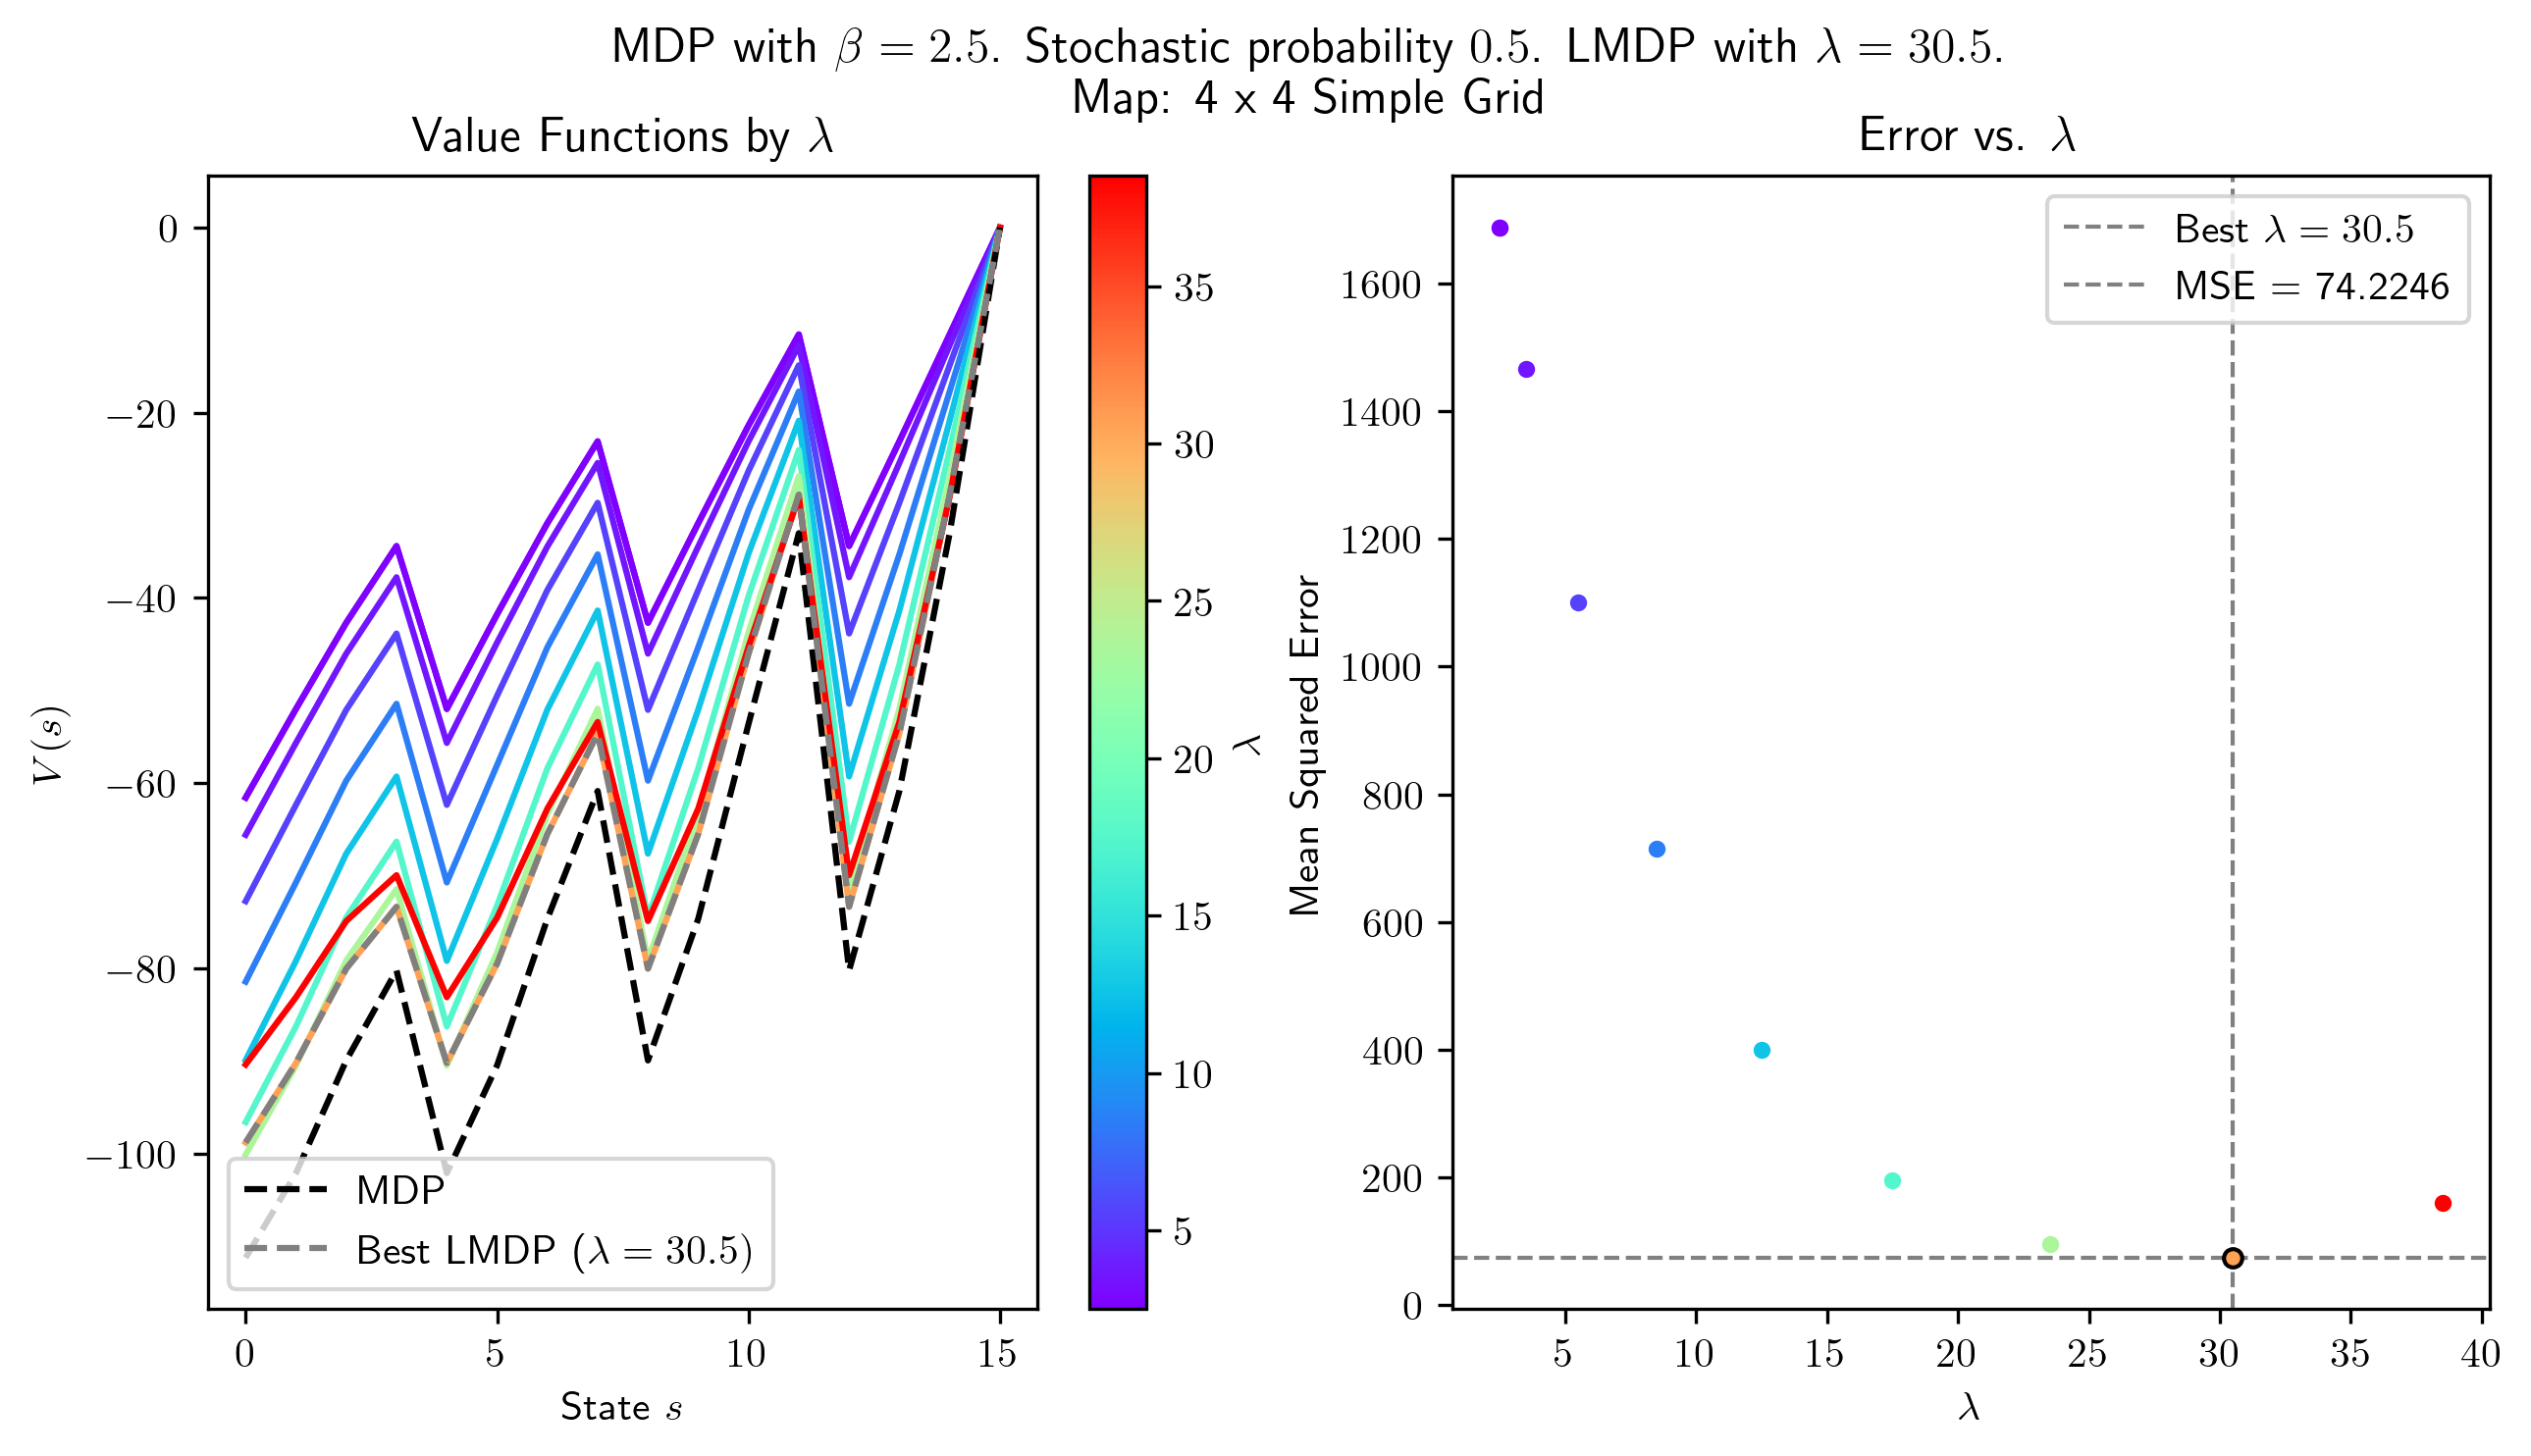 MDP with β = 2.5. Stochastic probability 0.5. LMDP with λ = 30.5.
Map: 4 x 4 Simple Grid
Value Functions by λ
0
−20
−40
−60
−80
−100
V(s)
0 5 10 15
State s
MDP
Best LMDP (λ = 30.5)
35
30
25
20
15
10
5
λ
Error vs. λ
1600
1400
1200
1000
800
600
400
200
0
Mean Squared Error
5 10 15 20 25 30 35 40
λ
Best λ = 30.5
MSE = 74.2246